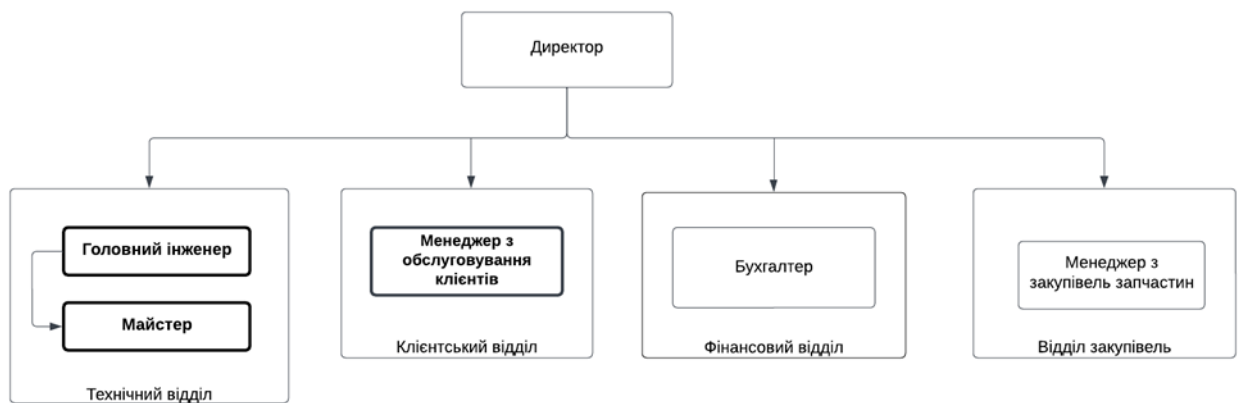 Директор
Головний інженер
Майстер
Технічний відділ
Менеджер з
обслуговування
клієнтів
Клієнтський відділ
Бухгалтер
Фінансовий відділ
Менеджер з
закупівель запчастин
Відділ закупівель